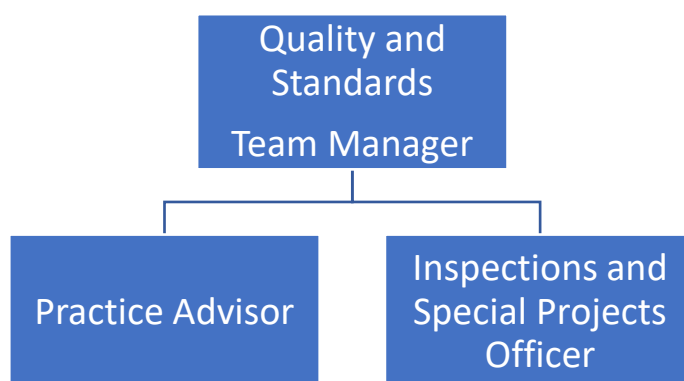 Quality and
Standards
Team Manager
Practice Advisor
Inspections and
Special Projects
Officer